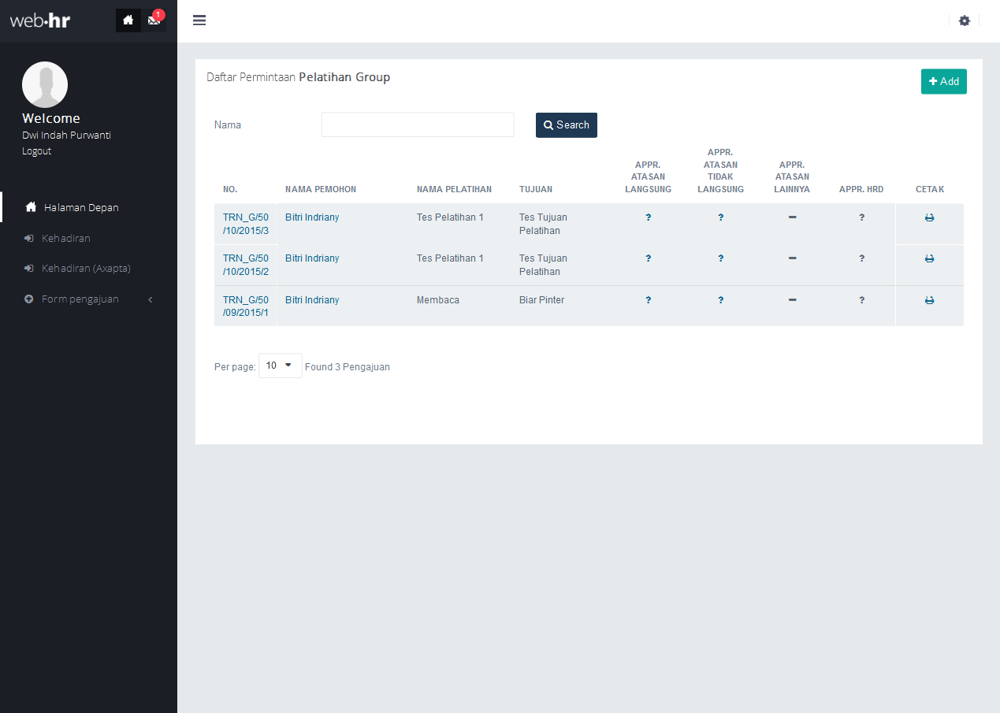 web·hr
1
Welcome
Dwi Indah Purwanti
Logout
Halaman Depan
Kehadiran
Kehadiran (Axapta)
Form pengajuan
Daftar Permintaan Pelatihan Group
Add
Nama
Search
NO.
NAMA PEMOHON
NAMA PELATIHAN
TUJUAN
APPR.
ATASAN
LANGSUNG
APPR.
ATASAN
TIDAK
LANGSUNG
APPR.
ATASAN
LAINNYA
APPR. HRD
CETAK
TRN_G/50 Bitri Indriany Tes Pelatihan 1 Tes Tujuan ? ? – ?
/10/2015/3 Pelatihan
TRN_G/50 Bitri Indriany Tes Pelatihan 1 Tes Tujuan ? ? – ?
/10/2015/2 Pelatihan
TRN_G/50 Bitri Indriany Membaca Biar Pinter ? ? – ?
/09/2015/1
Per page: 10 Found 3 Pengajuan